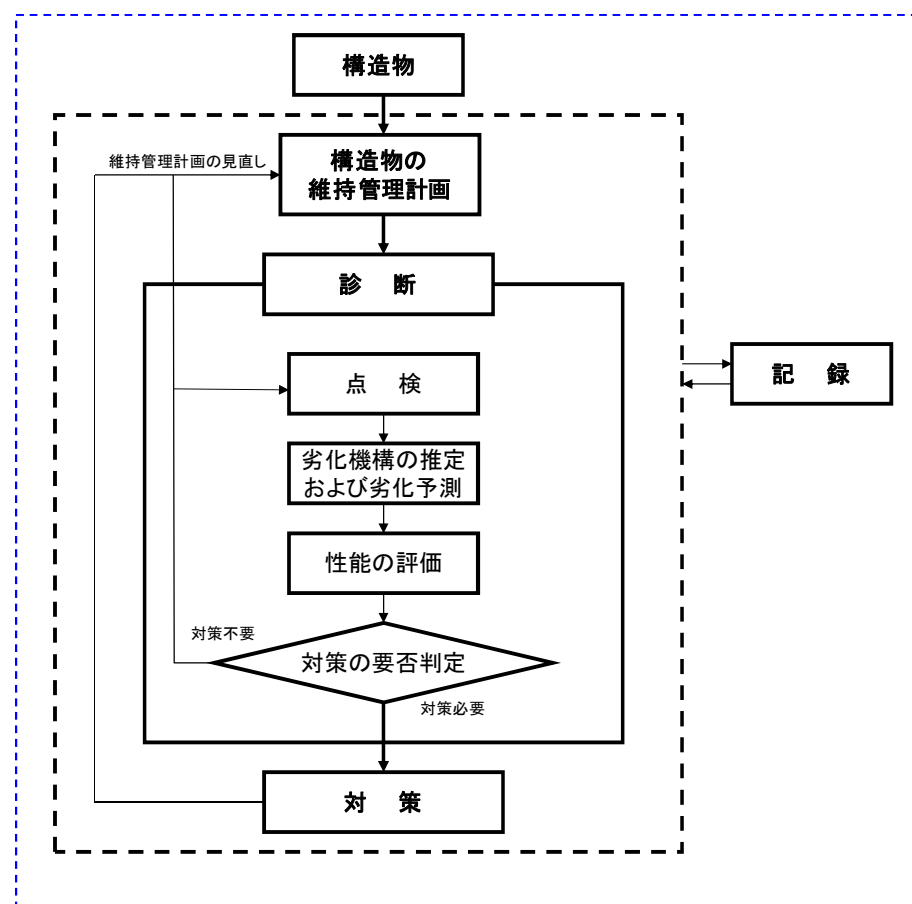 構造物
維持管理計画の見直し
構造物の
維持管理計画
診 断
点 検
記 録
劣化機構の推定
および劣化予測
性能の評価
対策不要
対策の要否判定
対策必要
対 策